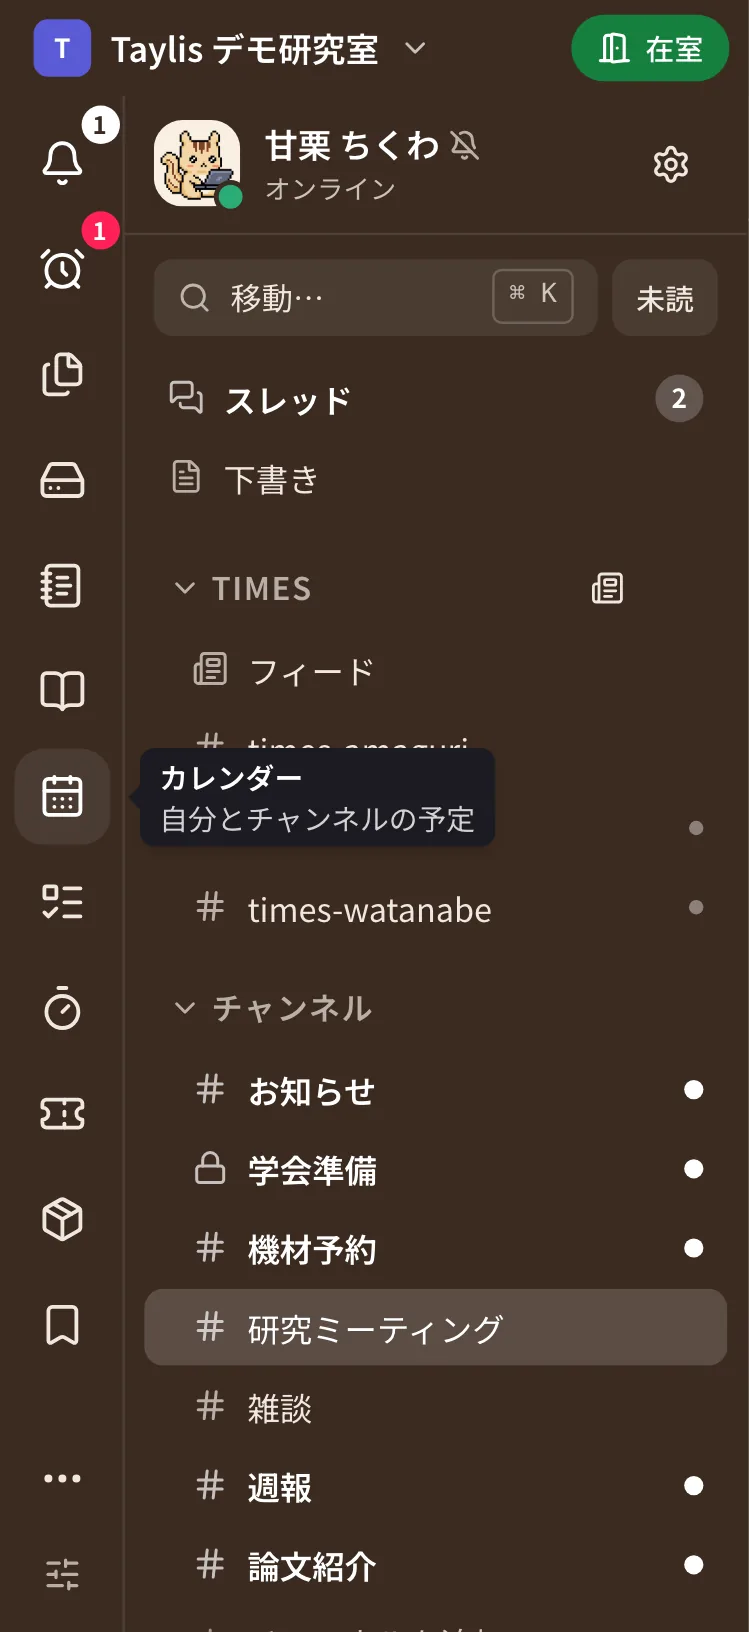 T Taylis デモ研究室 在室
1
甘栗 ちくわ
オンライン
1
移動… ⌘ K 未読
スレッド 2
下書き
TIMES
フィード
カレンダー
自分とチャンネルの予定
# times-watanabe
チャンネル
# お知らせ
学会準備
# 機材予約
# 研究ミーティング
# 雑談
# 週報
# 論文紹介